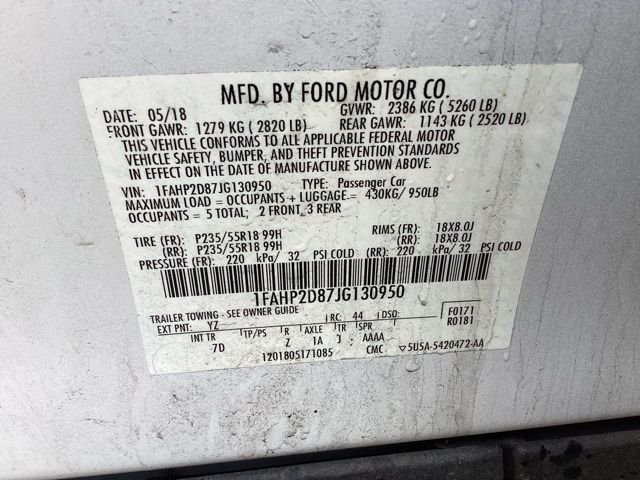 MFD. BY FORD MOTOR CO.
DATE: 05/18 GVWR: 2386 KG ( 5260 LB)
FRONT GAWR: 1279 KG ( 2820 LB) REAR GAWR: 1143 KG ( 2520 LB)
THIS VEHICLE CONFORMS TO ALL APPLICABLE FEDERAL MOTOR
VEHICLE SAFETY, BUMPER, AND THEFT PREVENTION STANDARDS
IN EFFECT ON THE DATE OF MANUFACTURE SHOWN ABOVE.
VIN: 1FAHP2D87JG130950 TYPE: Passenger Car
MAXIMUM LOAD = OCCUPANTS + LUGGAGE = 430KG/ 950LB
OCCUPANTS = 5 TOTAL; 2 FRONT, 3 REAR
TIRE (FR): P235/55R18 99H RIMS (FR): 18X8.0J
(RR): P235/55R18 99H (RR): 18X8.0J
PRESSURE (FR): 220 kPa/ 32 PSI COLD (RR): 220 kPa/ 32 PSI COLD
1FAHP2D87JG130950
TRAILER TOWING - SEE OWNER GUIDE
EXT PNT: YZ RC: 44 DSO: F0171
INT TR TP/PS R AXLE TR SPR R0181
7D Z 1A J : AAAA
1201805171085 CMC ▽5U5A-5420472-AA